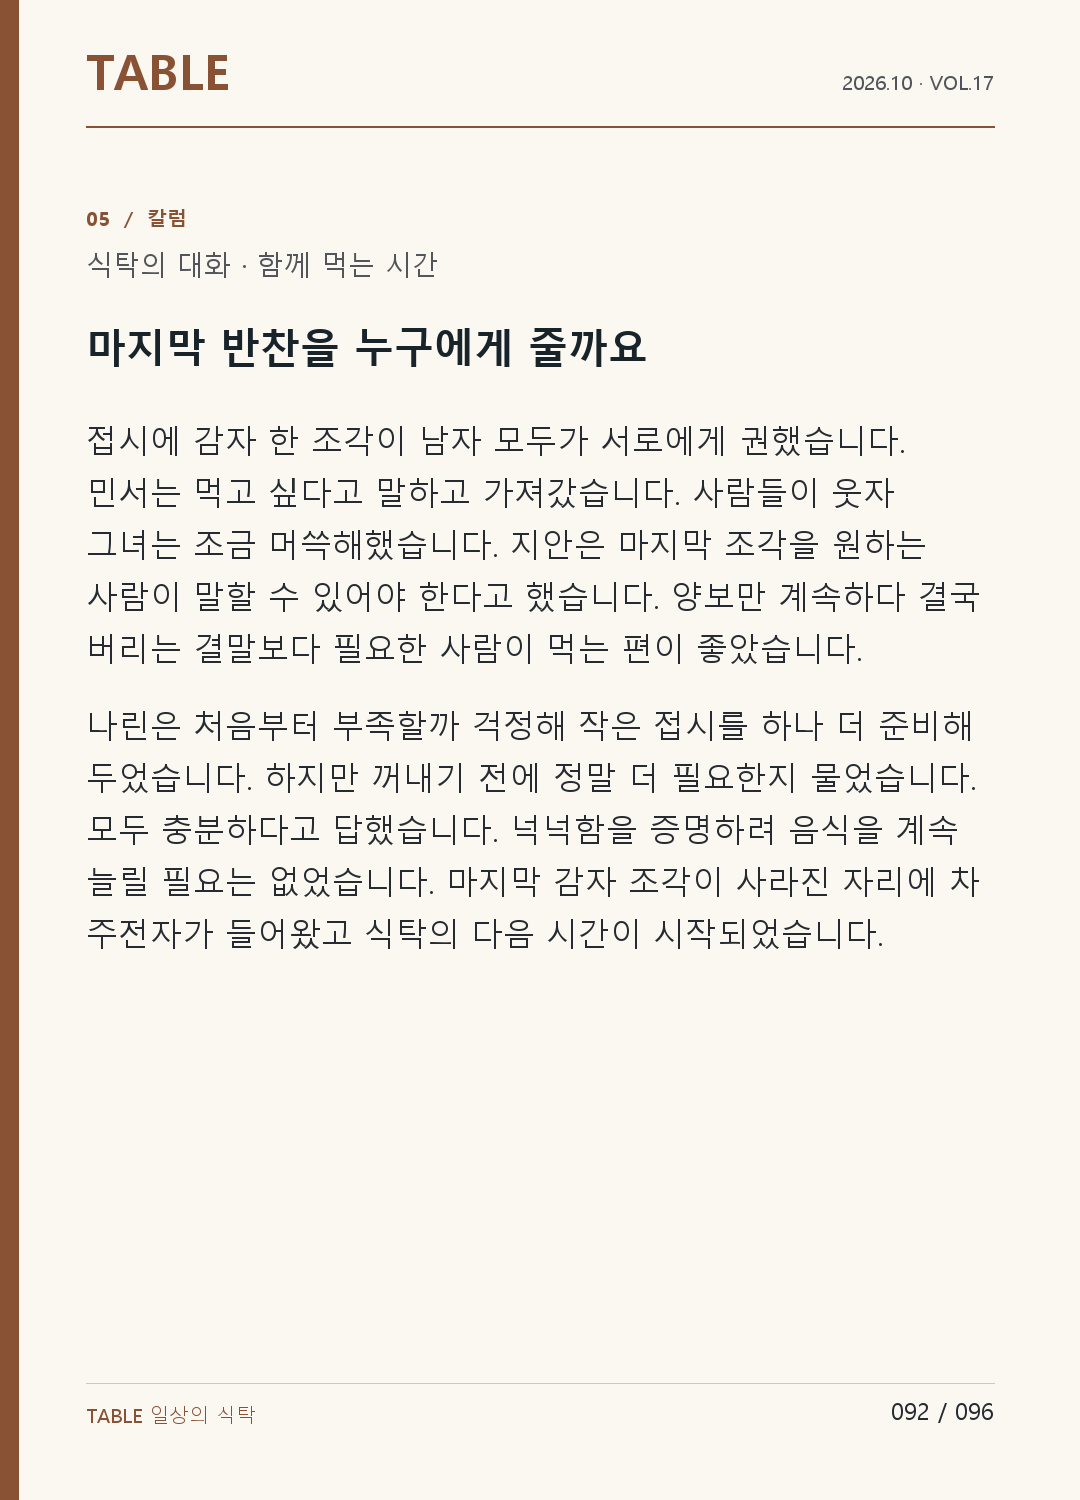 TABLE
2026.10 · VOL.17
05 / 칼럼
식탁의 대화 · 함께 먹는 시간
마지막 반찬을 누구에게 줄까요
접시에 감자 한 조각이 남자 모두가 서로에게 권했습니다.
민서는 먹고 싶다고 말하고 가져갔습니다. 사람들이 웃자
그녀는 조금 머쓱해했습니다. 지안은 마지막 조각을 원하는
사람이 말할 수 있어야 한다고 했습니다. 양보만 계속하다 결국
버리는 결말보다 필요한 사람이 먹는 편이 좋았습니다.
나린은 처음부터 부족할까 걱정해 작은 접시를 하나 더 준비해
두었습니다. 하지만 꺼내기 전에 정말 더 필요한지 물었습니다.
모두 충분하다고 답했습니다. 넉넉함을 증명하려 음식을 계속
늘릴 필요는 없었습니다. 마지막 감자 조각이 사라진 자리에 차
주전자가 들어왔고 식탁의 다음 시간이 시작되었습니다.
TABLE 일상의 식탁
092 / 096